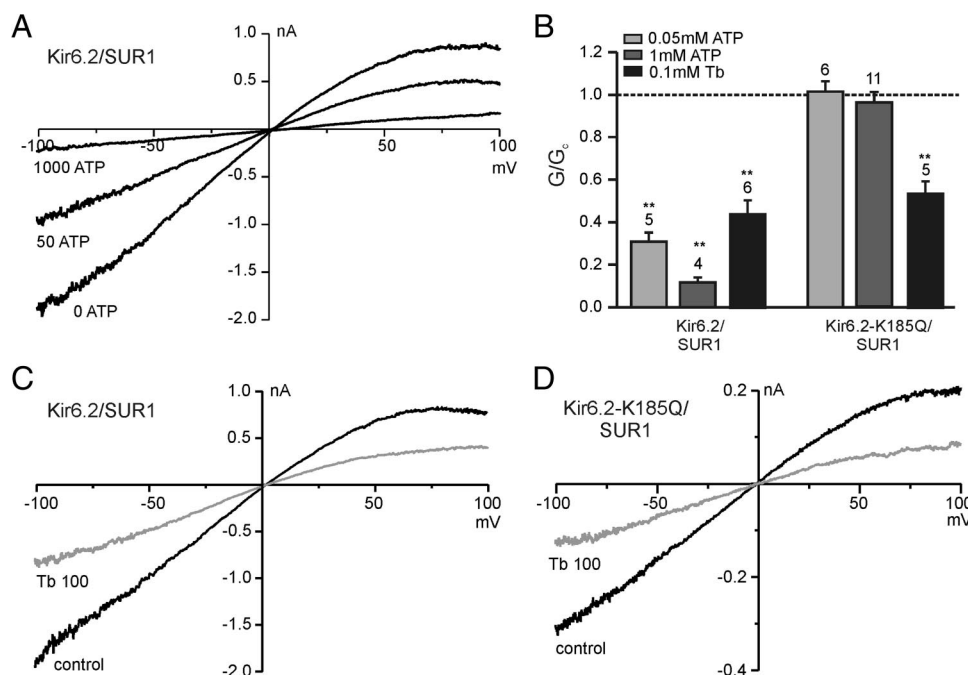 A
Kir6.2/SUR1
nA
1.0
0.5
-100
-50
50
100
mV
1000 ATP
50 ATP
0 ATP
-0.5
-1.0
-1.5
-2.0
B
0.05mM ATP
1mM ATP
0.1mM Tb
G/Gc
1.2
1.0
0.8
0.6
0.4
0.2
0.0
**
5
**
4
**
6
6
11
**
5
Kir6.2/
SUR1
Kir6.2-K185Q/
SUR1
C
Kir6.2/SUR1
nA
1.0
0.5
-100
-50
50
100
mV
Tb 100
control
-0.5
-1.0
-1.5
-2.0
D
Kir6.2-K185Q/
SUR1
0.2
nA
-100
-50
50
100
mV
Tb 100
control
-0.2
-0.4